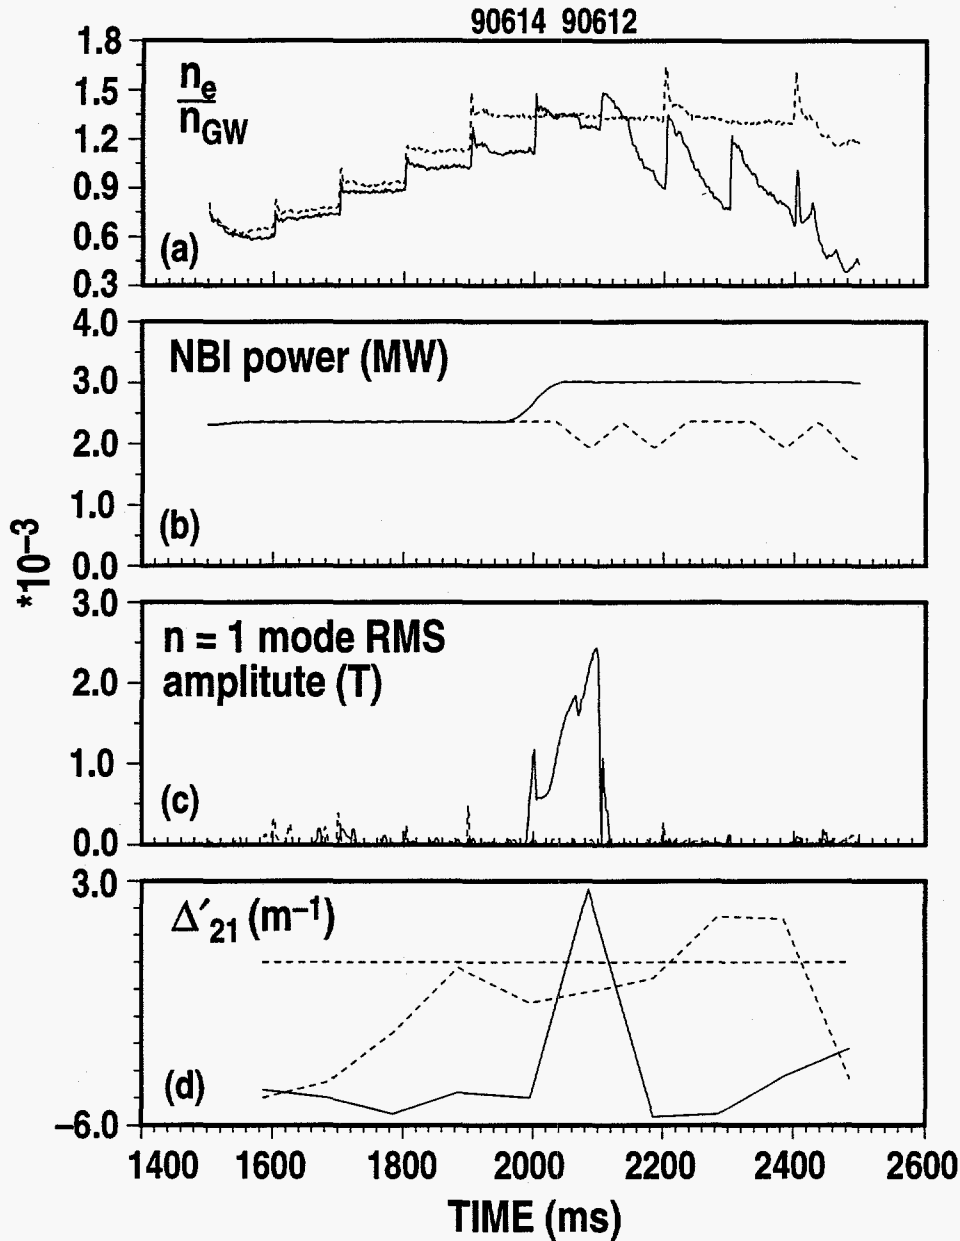 90614 90612
1.8
1.5
1.2
0.9
0.6
0.3
n_e
n_GW
(a)
4.0
3.0
2.0
1.0
0.0
NBI power (MW)
(b)
*10–3
3.0
2.0
1.0
0.0
n = 1 mode RMS
amplitute (T)
(c)
3.0
–6.0
Δ′21 (m–1)
(d)
1400 1600 1800 2000 2200 2400 2600
TIME (ms)